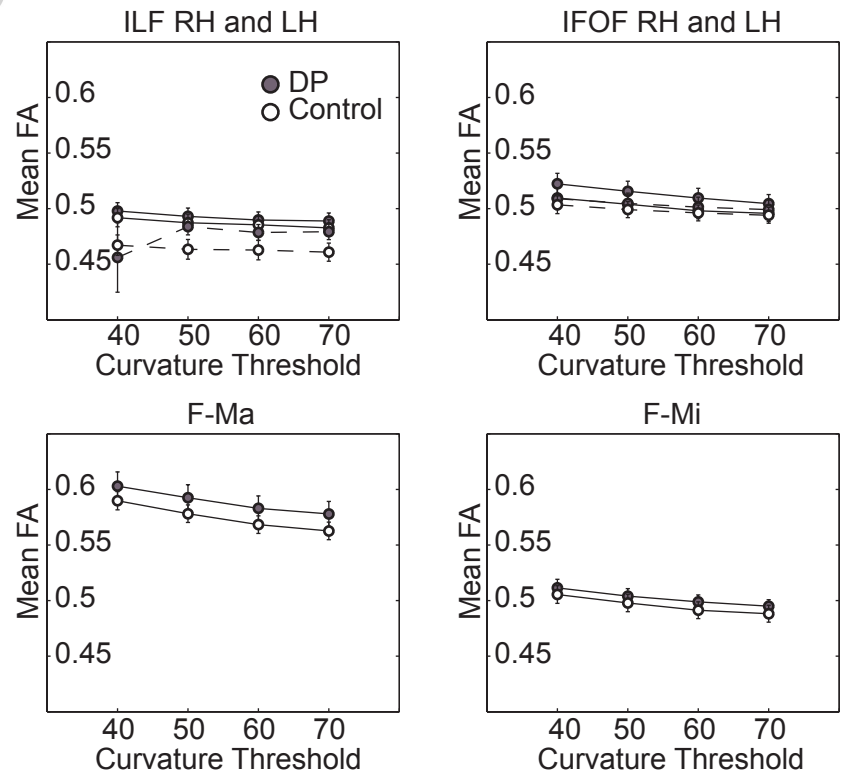 ILF RH and LH
Mean FA
0.6
0.55
0.5
0.45
DP
Control
40 50 60 70
Curvature Threshold
IFOF RH and LH
Mean FA
0.6
0.55
0.5
0.45
40 50 60 70
Curvature Threshold
F-Ma
Mean FA
0.6
0.55
0.5
0.45
40 50 60 70
Curvature Threshold
F-Mi
Mean FA
0.6
0.55
0.5
0.45
40 50 60 70
Curvature Threshold